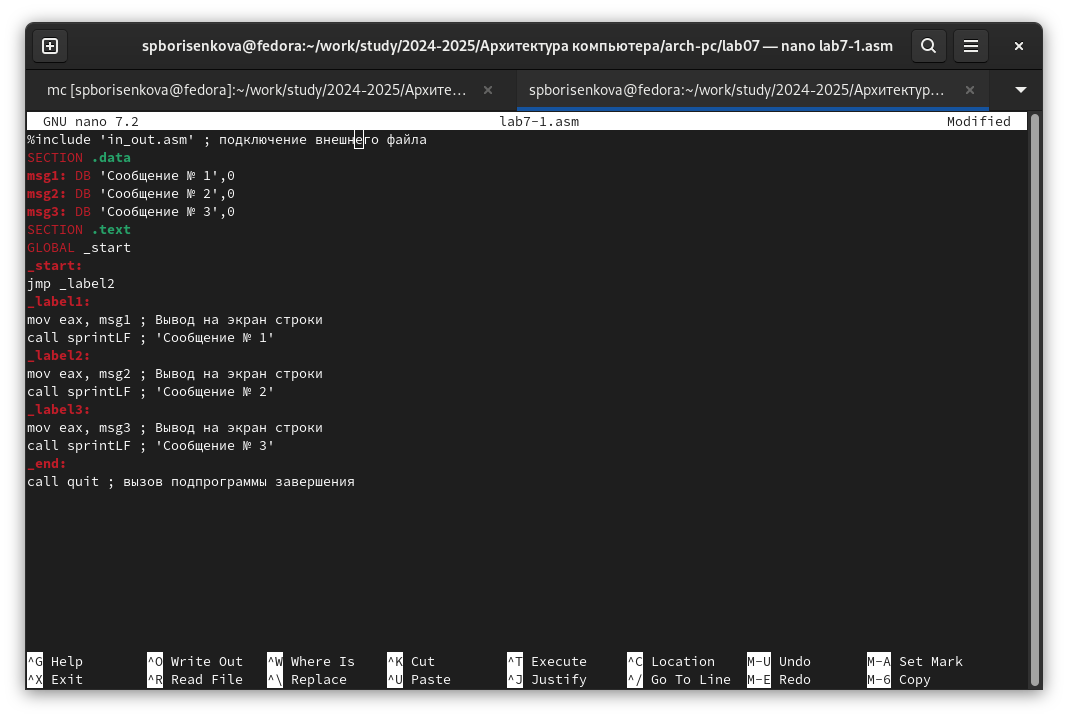 spborisenkova@fedora:~/work/study/2024-2025/Архитектура компьютера/arch-pc/lab07 — nano lab7-1.asm
mc [spborisenkova@fedora]:~/work/study/2024-2025/Архите... spborisenkova@fedora:~/work/study/2024-2025/Архитектур...
GNU nano 7.2 lab7-1.asm Modified
%include 'in_out.asm' ; подключение внешнего файла
SECTION .data
msg1: DB 'Сообщение № 1',0
msg2: DB 'Сообщение № 2',0
msg3: DB 'Сообщение № 3',0
SECTION .text
GLOBAL _start
_start:
jmp _label2
_label1:
mov eax, msg1 ; Вывод на экран строки
call sprintLF ; 'Сообщение № 1'
_label2:
mov eax, msg2 ; Вывод на экран строки
call sprintLF ; 'Сообщение № 2'
_label3:
mov eax, msg3 ; Вывод на экран строки
call sprintLF ; 'Сообщение № 3'
_end:
call quit ; вызов подпрограммы завершения
^G Help ^O Write Out ^W Where Is ^K Cut ^T Execute ^C Location M-U Undo M-A Set Mark
^X Exit ^R Read File ^\ Replace ^U Paste ^J Justify ^/ Go To Line M-E Redo M-6 Copy